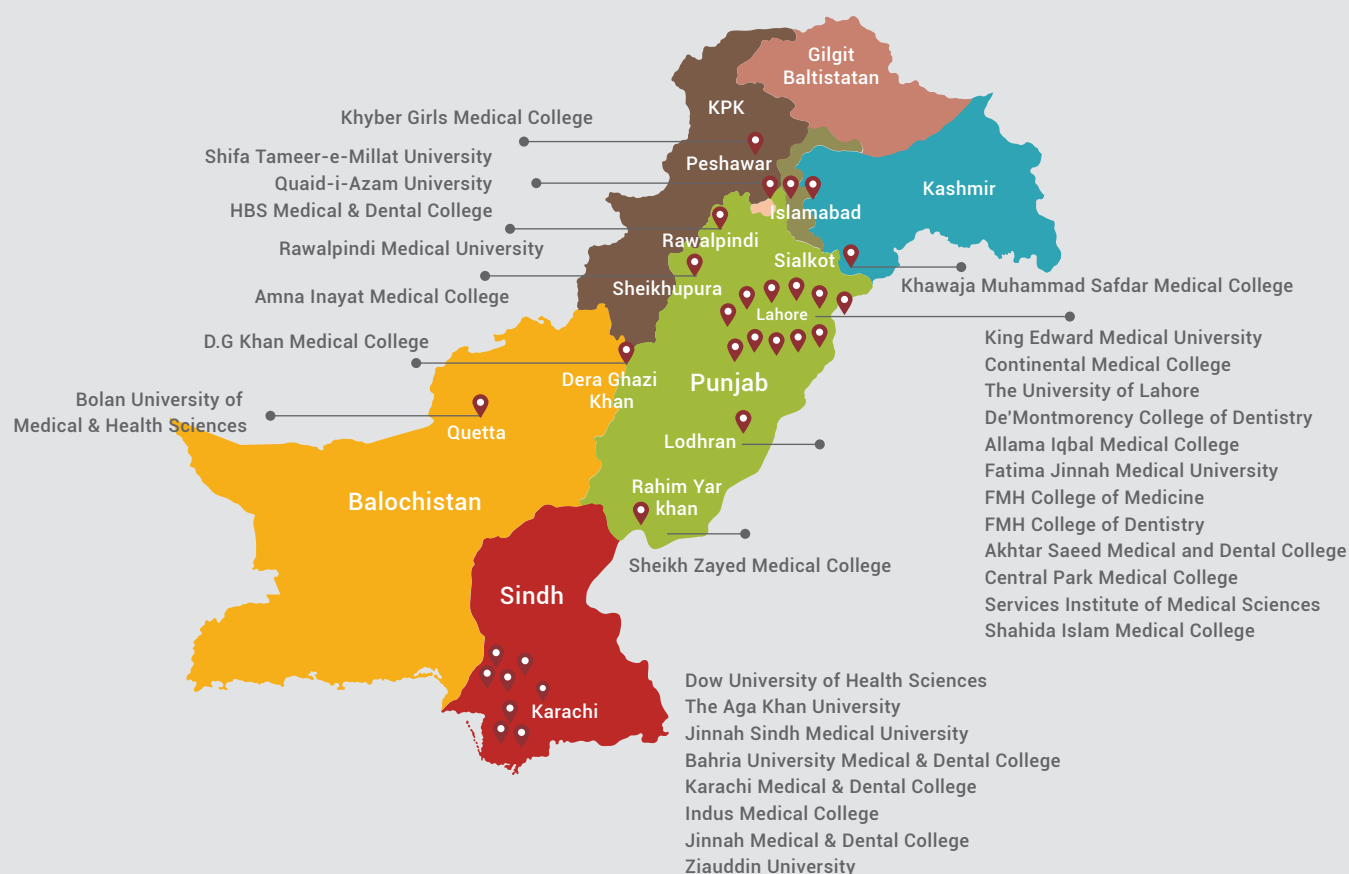 Gilgit
Baltistatan
KPK
Khyber Girls Medical College
Peshawar
Shifa Tameer-e-Millat University
Quaid-i-Azam University
HBS Medical & Dental College
Kashmir
Islamabad
Rawalpindi
Rawalpindi Medical University
Sialkot
Khawaja Muhammad Safdar Medical College
Sheikhupura
Amna Inayat Medical College
Lahore
D.G Khan Medical College
Dera Ghazi
Khan
Punjab
Bolan University of
Medical & Health Sciences
Quetta
Lodhran
Balochistan
Rahim Yar
khan
Sheikh Zayed Medical College
King Edward Medical University
Continental Medical College
The University of Lahore
De'Montmorency College of Dentistry
Allama Iqbal Medical College
Fatima Jinnah Medical University
FMH College of Medicine
FMH College of Dentistry
Akhtar Saeed Medical and Dental College
Central Park Medical College
Services Institute of Medical Sciences
Shahida Islam Medical College
Sindh
Karachi
Dow University of Health Sciences
The Aga Khan University
Jinnah Sindh Medical University
Bahria University Medical & Dental College
Karachi Medical & Dental College
Indus Medical College
Jinnah Medical & Dental College
Ziauddin University